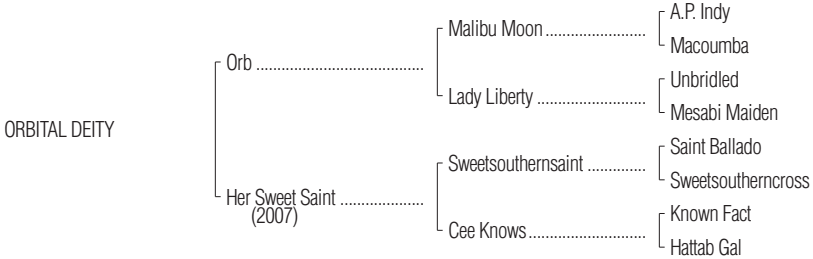 A.P. Indy
Malibu Moon ........................
Macoumba
Orb ........................................
Unbridled
Lady Liberty ..........................
Mesabi Maiden
ORBITAL DEITY
Saint Ballado
Sweetsouthernsaint ..............
Sweetsoutherncross
Her Sweet Saint ....................
(2007)
Known Fact
Cee Knows ............................
Hattab Gal